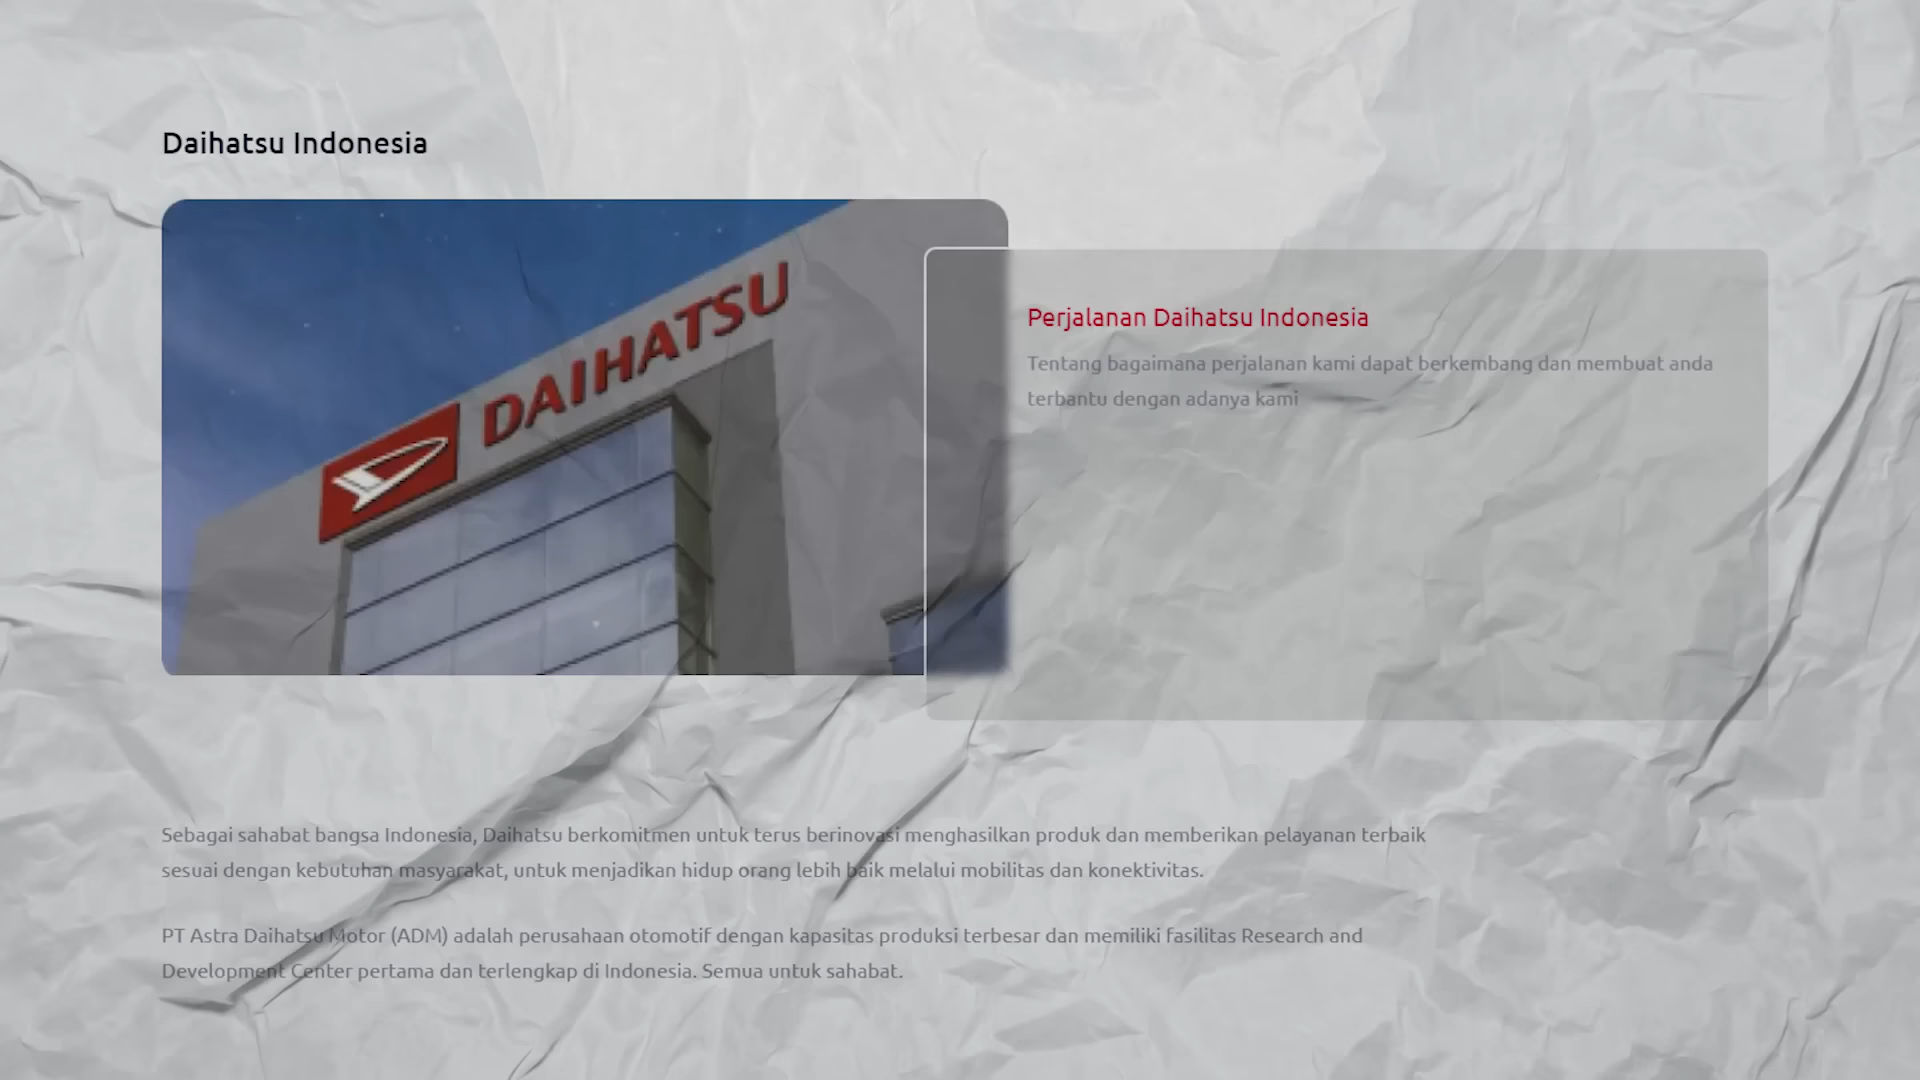 Daihatsu Indonesia
DAIHATSU
Perjalanan Daihatsu Indonesia
Tentang bagaimana perjalanan kami dapat berkembang dan membuat anda
terbantu dengan adanya kami
Sebagai sahabat bangsa Indonesia, Daihatsu berkomitmen untuk terus berinovasi menghasilkan produk dan memberikan pelayanan terbaik
sesuai dengan kebutuhan masyarakat, untuk menjadikan hidup orang lebih baik melalui mobilitas dan konektivitas.
PT Astra Daihatsu Motor (ADM) adalah perusahaan otomotif dengan kapasitas produksi terbesar dan memiliki fasilitas Research and
Development Center pertama dan terlengkap di Indonesia. Semua untuk sahabat.